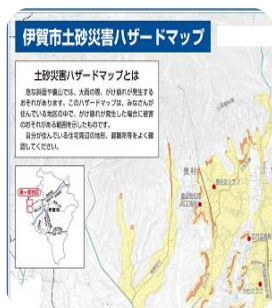 伊賀市土砂災害ハザードマップ
土砂災害ハザードマップとは
急な斜面や裏山では、大雨の際、がけ崩れが発生する
おそれがあります。このハザードマップは、みなさんが
住んでいる地区の中で、がけ崩れが発生した場合に被害
のおそれがある範囲を示したものです。
自分が住んでいる住宅周辺の地形、避難所等をよく確
認してください。
伊賀市